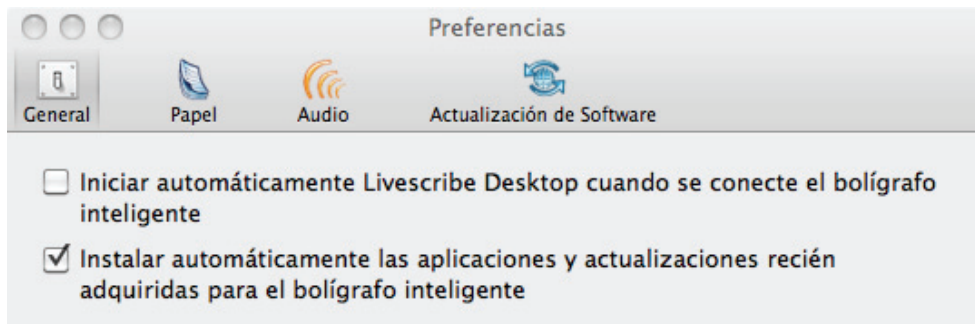 Preferencias
General Papel Audio Actualización de Software
Iniciar automáticamente Livescribe Desktop cuando se conecte el bolígrafo
inteligente
Instalar automáticamente las aplicaciones y actualizaciones recién
adquiridas para el bolígrafo inteligente